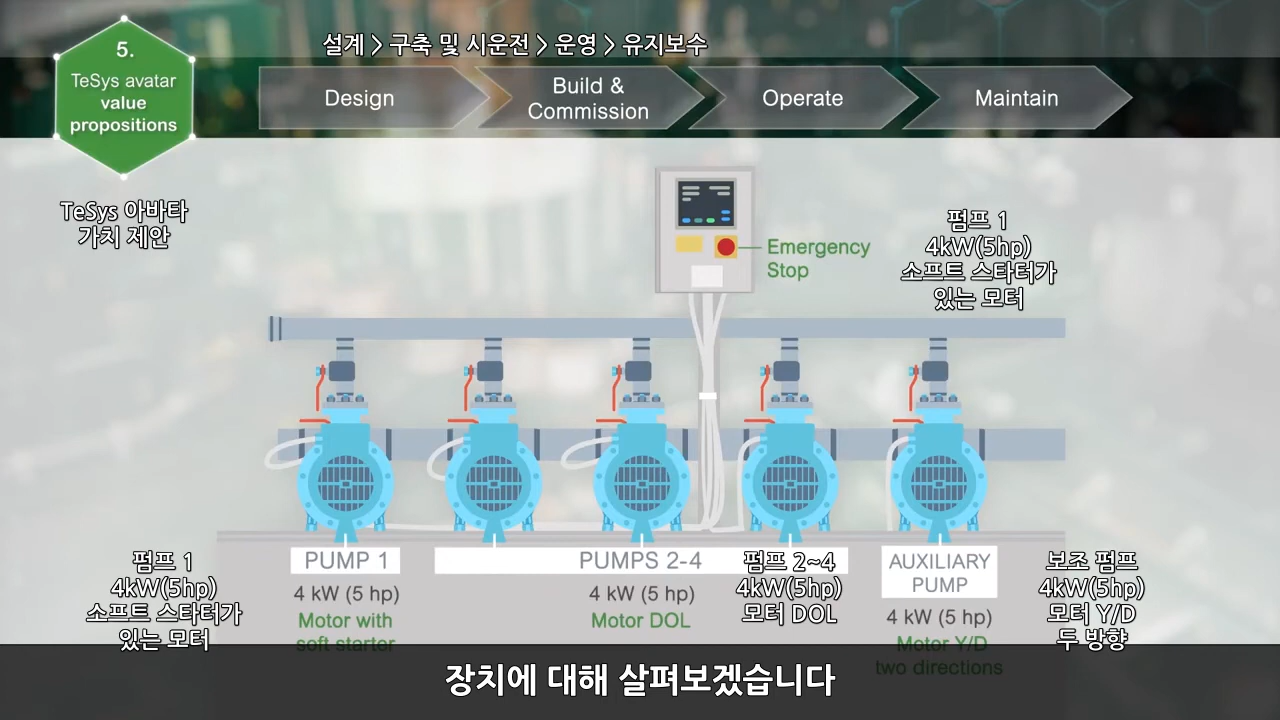 설계 > 구축 및 시운전 > 운영 > 유지보수
5.
TeSys avatar
value
propositions
Design
Build &
Commission
Operate
Maintain
TeSys 아바타
가치 제안
Emergency
Stop
펌프 1
4kW(5hp)
소프트 스타터가
있는 모터
펌프 1
4kW(5hp)
소프트 스타터가
있는 모터
PUMP 1
4 kW (5 hp)
Motor with
soft starter
PUMPS 2-4
4 kW (5 hp)
Motor DOL
펌프 2~4
4kW(5hp)
모터 DOL
AUXILIARY
PUMP
4 kW (5 hp)
Motor Y/D
two directions
보조 펌프
4kW(5hp)
모터 Y/D
두 방향
장치에 대해 살펴보겠습니다